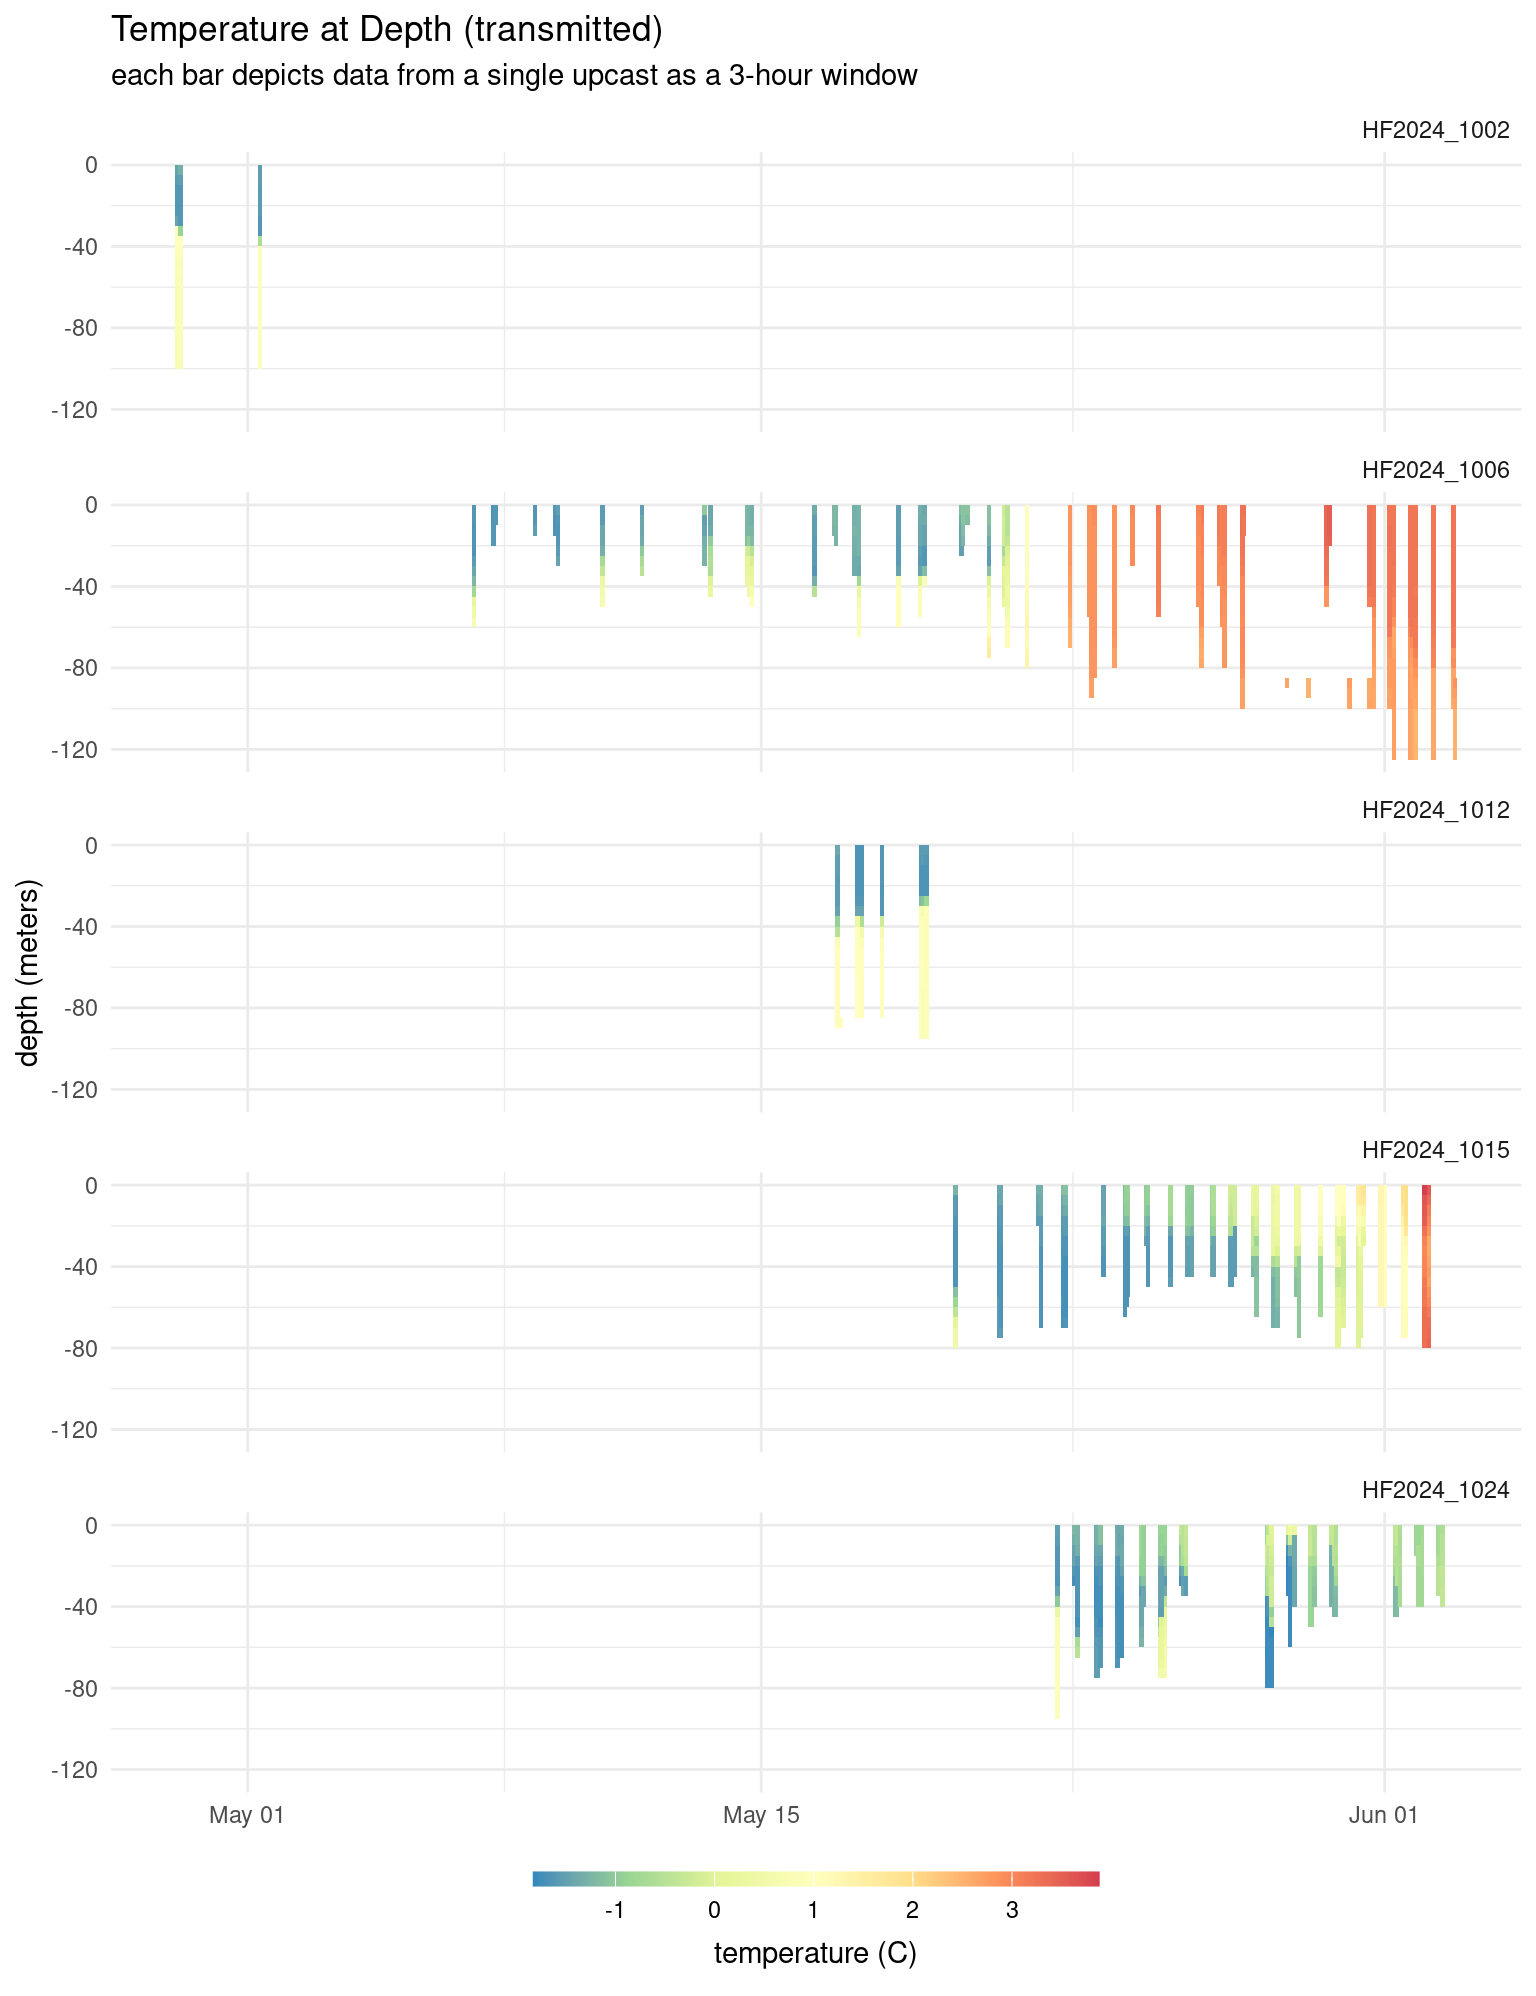 Temperature at Depth (transmitted)
each bar depicts data from a single upcast as a 3-hour window
HF2024_1002
0
-40
-80
-120
HF2024_1006
0
-40
-80
-120
HF2024_1012
0
-40
-80
-120
depth (meters)
HF2024_1015
0
-40
-80
-120
HF2024_1024
0
-40
-80
-120
May 01 May 15 Jun 01
-1 0 1 2 3
temperature (C)